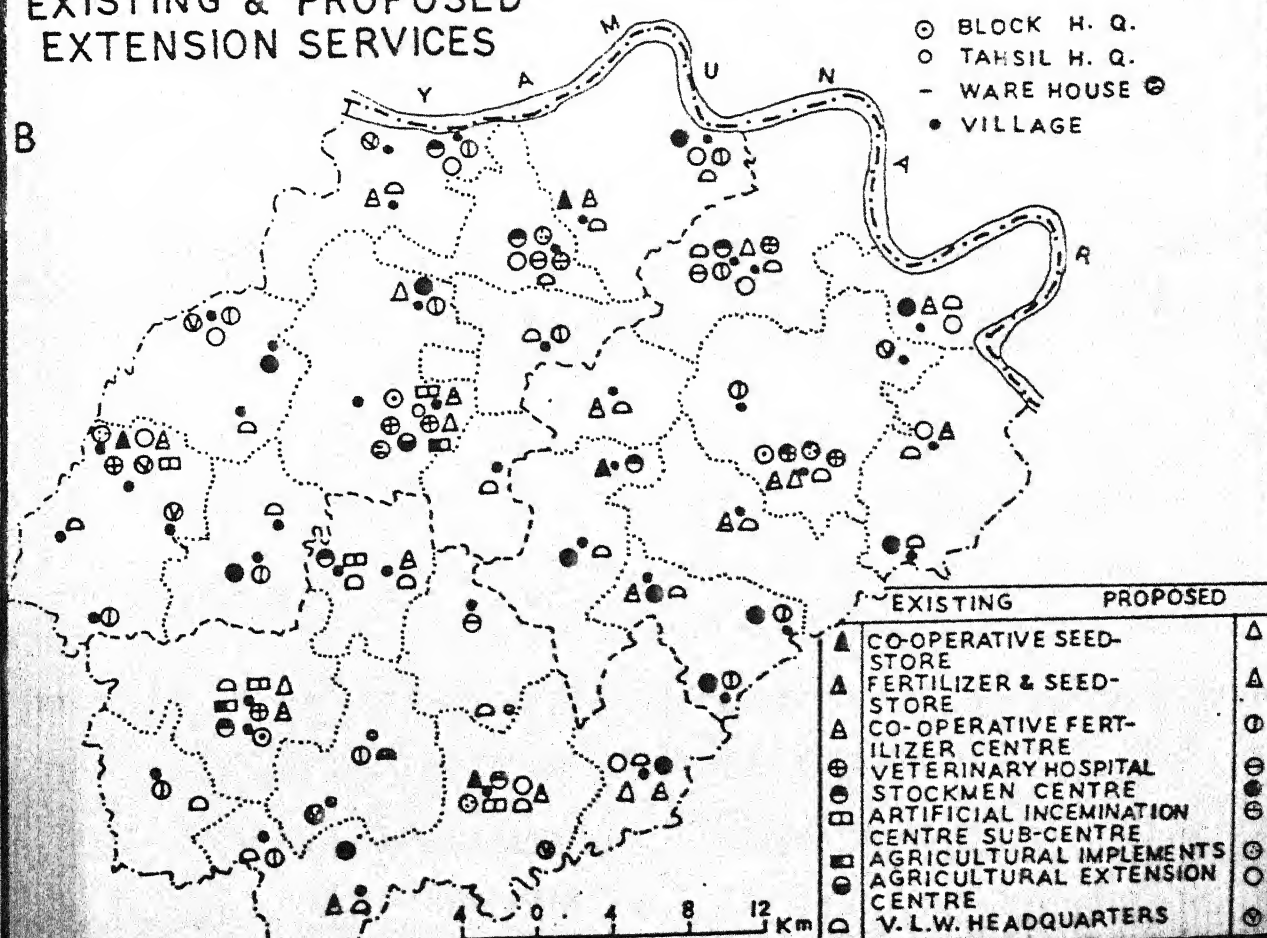 EXISTING & PROPOSED
EXTENSION SERVICES
B
Y A M U N A R
BLOCK H. Q.
TAHSIL H. Q.
WARE HOUSE
VILLAGE
EXISTING PROPOSED
CO-OPERATIVE SEED-
STORE
FERTILIZER & SEED-
STORE
CO-OPERATIVE FERT-
ILIZER CENTRE
VETERINARY HOSPITAL
STOCKMEN CENTRE
ARTIFICIAL INCEMINATION
CENTRE SUB-CENTRE
AGRICULTURAL IMPLEMENTS
AGRICULTURAL EXTENSION
CENTRE
V.L.W. HEADQUARTERS
4 0 4 8 12
Km